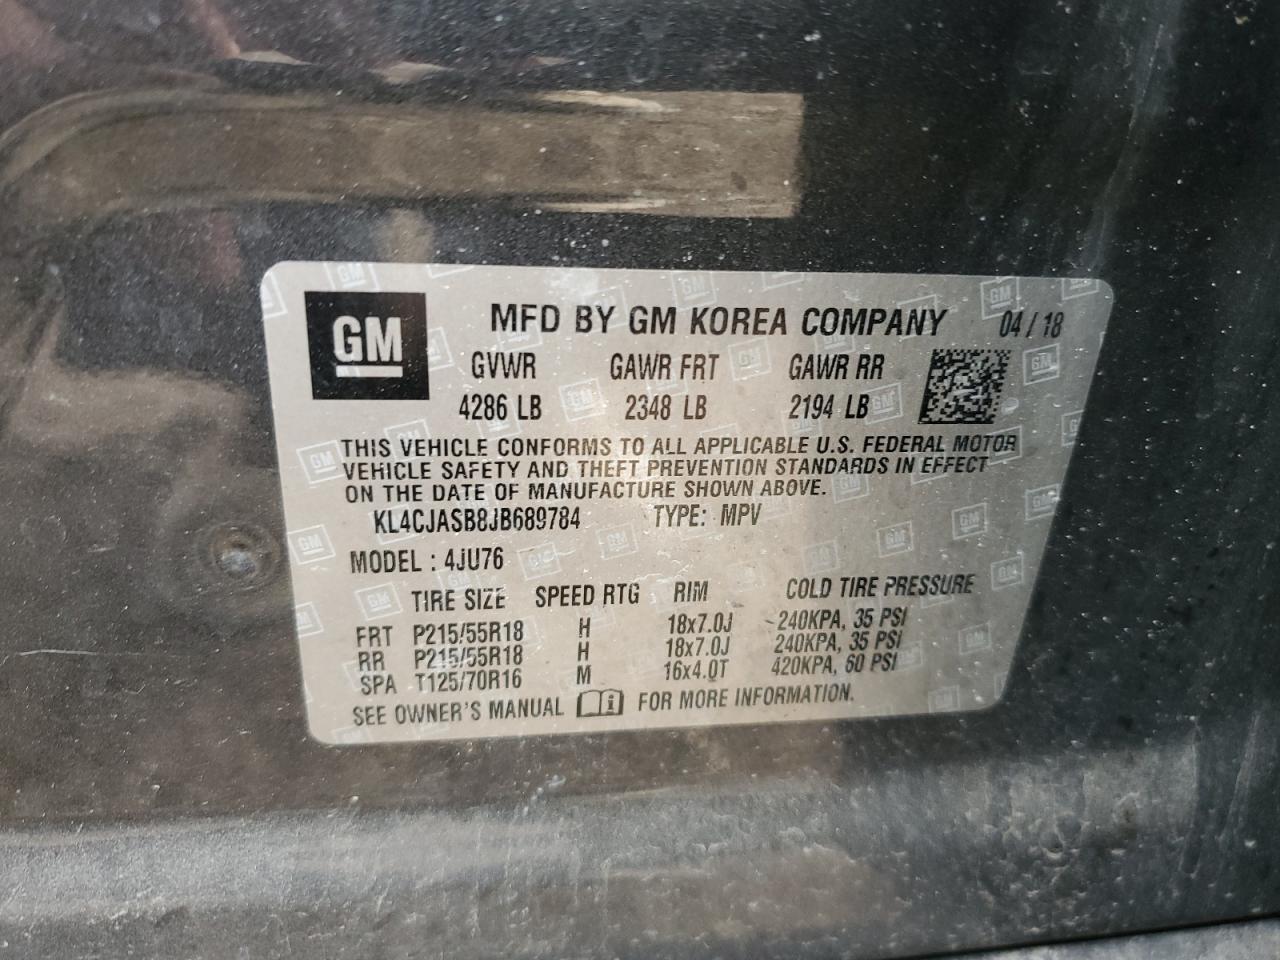 GM
MFD BY GM KOREA COMPANY 04 / 18
GVWR GAWR FRT GAWR RR
4286 LB 2348 LB 2194 LB
THIS VEHICLE CONFORMS TO ALL APPLICABLE U.S. FEDERAL MOTOR
VEHICLE SAFETY AND THEFT PREVENTION STANDARDS IN EFFECT
ON THE DATE OF MANUFACTURE SHOWN ABOVE.
KL4CJASB8JB689784 TYPE: MPV
MODEL : 4JU76
TIRE SIZE SPEED RTG RIM COLD TIRE PRESSURE
FRT P215/55R18 H 18x7.0J 240KPA, 35 PSI
RR P215/55R18 H 18x7.0J 240KPA, 35 PSI
SPA T125/70R16 M 16x4.0T 420KPA, 60 PSI
SEE OWNER'S MANUAL i FOR MORE INFORMATION.